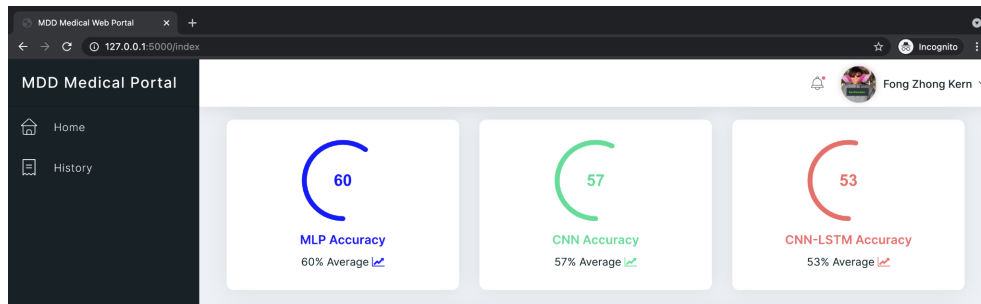 MDD Medical Web Portal
127.0.0.1:5000/index
Incognito
MDD Medical Portal
Fong Zhong Kern
Home
History
60
57
53
MLP Accuracy
CNN Accuracy
CNN-LSTM Accuracy
60% Average
57% Average
53% Average